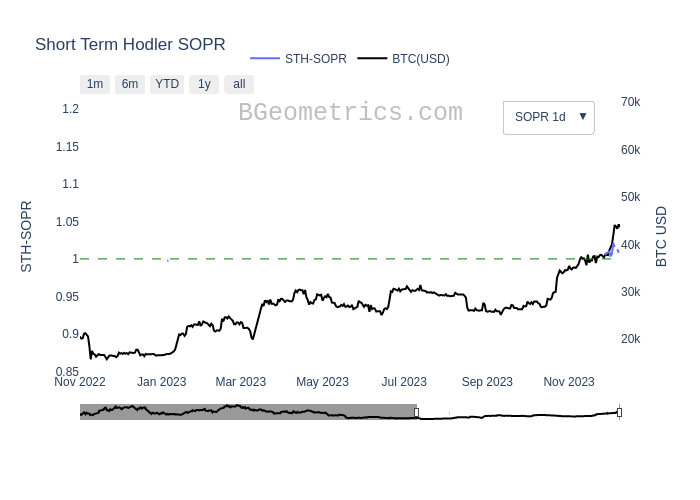 Short Term Hodler SOPR
STH-SOPR BTC(USD)
1m 6m YTD 1y all
BGeometrics.com
SOPR 1d ▼
1.2
1.15
1.1
1.05
1
0.95
0.9
0.85
STH-SOPR
70k
60k
50k
40k
30k
20k
BTC USD
Nov 2022 Jan 2023 Mar 2023 May 2023 Jul 2023 Sep 2023 Nov 2023